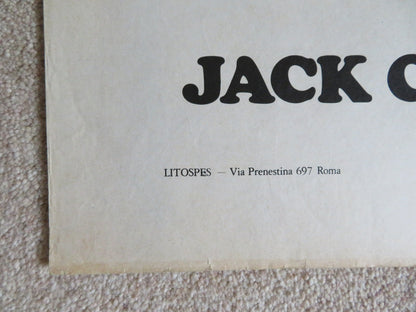 JACK C
LITOSPES — Via Prenestina 697 Roma